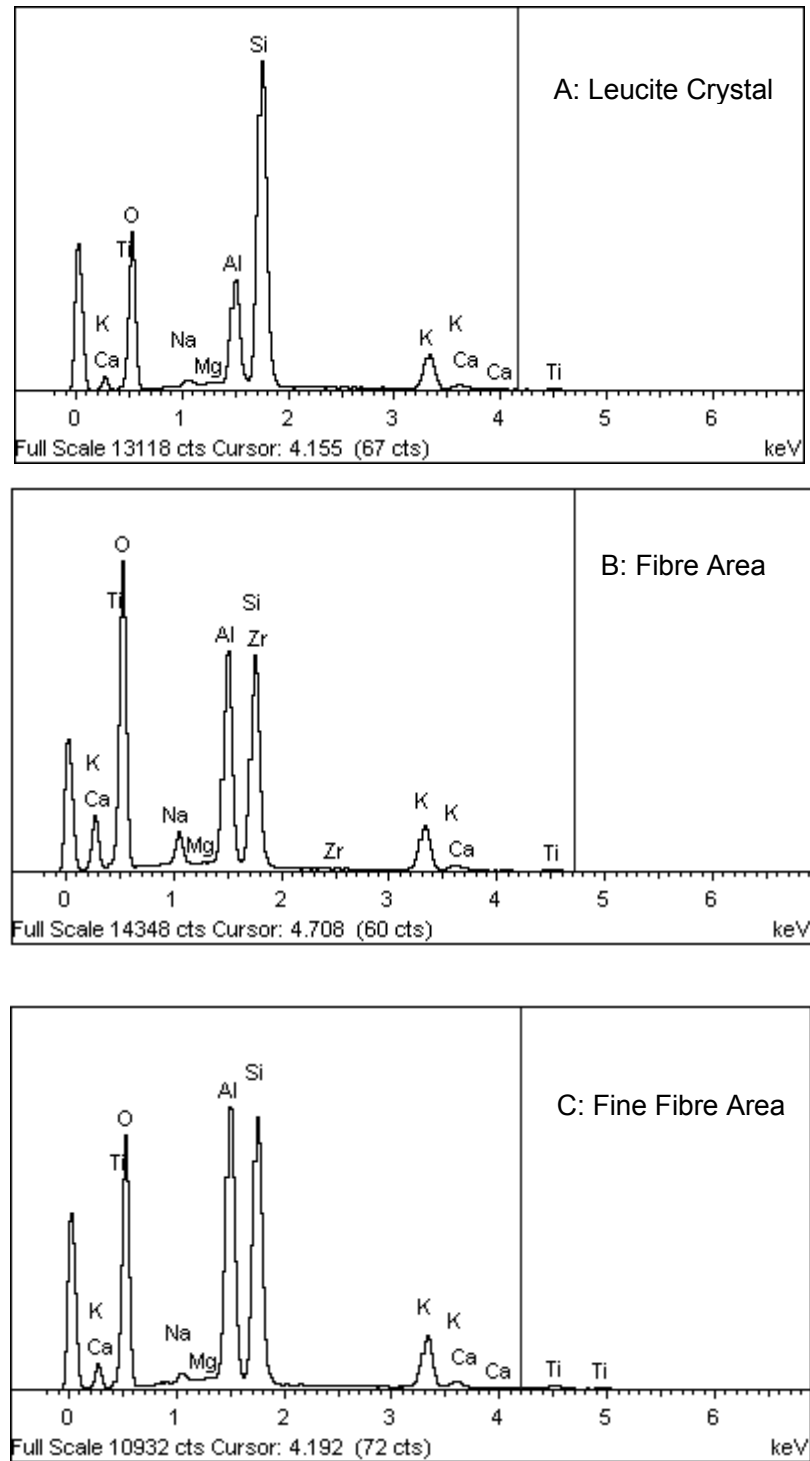 Si
A: Leucite Crystal
O
Ti
Al
K
K
K
Ca
Na
Mg
Ca
Ca
Ti
0 1 2 3 4 5 6
Full Scale 13118 cts Cursor: 4.155 (67 cts) keV
O
B: Fibre Area
Ti
Si
Al
Zr
K
Ca
Na
Mg
K
K
Zr
Ca
Ti
0 1 2 3 4 5 6
Full Scale 14348 cts Cursor: 4.708 (60 cts) keV
Al
Si
C: Fine Fibre Area
O
Ti
K
K
K
Ca
Na
Mg
Ca
Ca
Ti
Ti
0 1 2 3 4 5 6
Full Scale 10932 cts Cursor: 4.192 (72 cts) keV